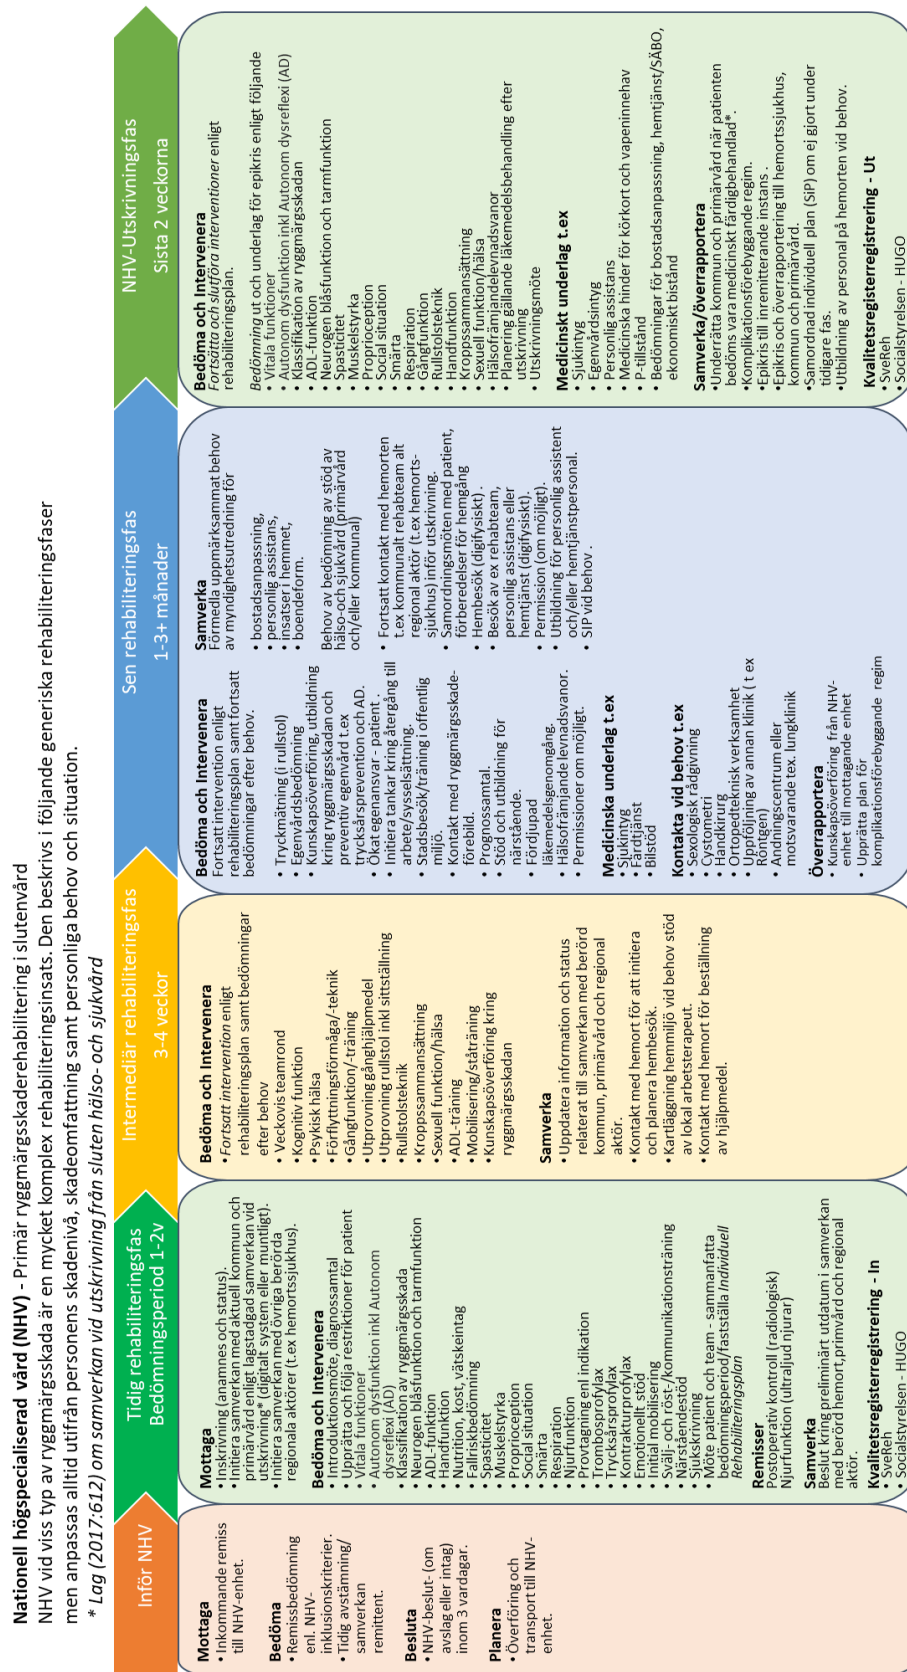 Nationell högspecialiserad vård (NHV) - Primär ryggmärgsskaderehabilitering i slutenvård
NHV vid viss typ av ryggmärgsskada är en mycket komplex rehabiliteringsinsats. Den beskrivs i följande generiska rehabiliteringsfaser
men anpassas alltid utifrån personens skadenivå, skadeomfattning samt personliga behov och situation.
* Lag (2017:612) om samverkan vid utskrivning från sluten hälso- och sjukvård
Inför NHV
Mottaga
• Inkommande remiss
till NHV-enhet.
Bedöma
• Remissbedömning
enl. NHV-
inklusionskriterier.
• Tidig avstämning/
samverkan
remittent.
Besluta
• NHV-beslut- (om
avslag eller intag)
inom 3 vardagar.
Planera
• Överföring och
transport till NHV-
enhet.
Tidig rehabiliteringsfas
Bedömningsperiod 1-2v
Mottaga
• Inskrivning (anamnes och status).
• Initiera samverkan med aktuell kommun och
primärvård enligt lagstadgad samverkan vid
utskrivning* (digitalt system eller muntligt).
• Initiera samverkan med övriga berörda
regionala aktörer (t.ex hemortssjukhus).
Bedöma och Intervenera
• Introduktionsmöte, diagnossamtal
• Upprätta och följa restriktioner för patient
• Vitala funktioner
• Autonom dysfunktion inkl Autonom
dysreflexi (AD)
• Klassifikation av ryggmärgsskada
• Neurogen blåsfunktion och tarmfunktion
• ADL-funktion
• Handfunktion
• Nutrition, kost, vätskeintag
• Fallriskbedömning
• Spasticitet
• Muskelstyrka
• Proprioception
• Social situation
• Smärta
• Respiration
• Njurfunktion
• Provtagning enl indikation
• Trombosprofylax
• Trycksårsprofylax
• Kontrakturprofylax
• Emotionellt stöd
• Initial mobilisering
• Svälj- och röst-/kommunikationsträning
• Närståendestöd
• Sjukskrivning
• Möte patient och team - sammanfatta
bedömningsperiod/fastställa Individuell
Rehabiliteringsplan
Remisser
Postoperativ kontroll (radiologisk)
Njurfunktion (ultraljud njurar)
Samverka
Beslut kring preliminärt utdatum i samverkan
med berörd hemort,primvård och regional
aktör.
Kvalitetsregisterregistrering - In
• SveReh
• Socialstyrelsen - HUGO
Intermediär rehabiliteringsfas
3-4 veckor
Bedöma och Intervenera
• Fortsatt intervention enligt
rehabiliteringsplan samt bedömningar
efter behov
• Veckovis teamrond
• Kognitiv funktion
• Psykisk hälsa
• Förflyttningsförmåga/-teknik
• Gångfunktion/-träning
• Utprovning gånghjälpmedel
• Utprovning rullstol inkl sittställning
• Rullstolsteknik
• Kroppssammansättning
• Sexuell funktion/hälsa
• ADL-träning
• Mobilisering/ståträning
• Kunskapsöverföring kring
ryggmärgsskadan
Samverka
• Uppdatera information och status
relaterat till samverkan med berörd
kommun, primärvård och regional
aktör.
• Kontakt med hemort för att initiera
och planera hembesök.
• Kartläggning hemmiljö vid behov stöd
av lokal arbetsterapeut.
• Kontakt med hemort för beställning
av hjälpmedel.
Sen rehabiliteringsfas
1-3+ månader
Bedöma och Intervenera
Fortsatt intervention enligt
rehabiliteringsplan samt fortsatt
bedömningar efter behov.
• Tryckmätning (i rullstol)
• Egenvårdsbedömning
• Kunskapsöverföring, utbildning
kring ryggmärgsskadan och
preventiv egenvård t.ex
trycksårsprevention och AD.
• Ökat egenansvar - patient .
• Initiera tankar kring återgång till
arbete/sysselsättning.
• Stadsbesök/träning i offentlig
miljö.
• Kontakt med ryggmärgsskade-
förebild.
• Prognossamtal.
• Stöd och utbildning för
närstående.
• Fördjupad
läkemedelsgenomgång.
• Hälsofrämjande levnadsvanor.
• Permissioner om möjligt.
Medicinska underlag t.ex
• Sjukintyg
• Färdtjänst
• Bilstöd
Kontakta vid behov t.ex
• Sexologisk rådgivning
• Cystometri
• Handkirurg
• Ortopedteknisk verksamhet
• Uppföljning av annan klinik ( t ex
Röntgen)
• Andningscentrum eller
motsvarande tex. lungklinik
Överrapportera
• Kunskapsöverföring från NHV-
enhet till mottagande enhet
• Upprätta plan för
komplikationsförebyggande regim
Samverka
Förmedla uppmärksammat behov
av myndighetsutredning för
• bostadsanpassning,
• personlig assistans,
• insatser i hemmet,
• boendeform.
Behov av bedömning av stöd av
hälso-och sjukvård (primärvård
och/eller kommunal)
• Fortsatt kontakt med hemorten
t.ex kommunalt rehabteam alt
regional aktör (t.ex hemorts-
sjukhus) inför utskrivning.
• Samordningsmöten med patient,
förberedelser för hemgång
• Hembesök (digifysiskt) .
• Besök av ex rehabteam,
personlig assistans eller
hemtjänst (digifysiskt).
• Permission (om möjligt).
• Utbildning för personlig assistent
och/eller hemtjänstpersonal.
• SIP vid behov .
NHV-Utskrivningsfas
Sista 2 veckorna
Bedöma och Intervenera
• Fortsätta och slutföra interventioner enligt
rehabiliteringsplan.
Bedömning ut och underlag för epikris enligt följande
• Vitala funktioner
• Autonom dysfunktion inkl Autonom dysreflexi (AD)
• Klassifikation av ryggmärgsskadan
• ADL-funktion
• Neurogen blåsfunktion och tarmfunktion
• Spasticitet
• Muskelstyrka
• Proprioception
• Social situation
• Smärta
• Respiration
• Gångfunktion
• Rullstolsteknik
• Handfunktion
• Kroppssammansättning
• Sexuell funktion/hälsa
• Hälsofrämjandelevnadsvanor
• Planering gällande läkemedelsbehandling efter
utskrivning
• Utskrivningsmöte
Medicinskt underlag t.ex
• Sjukintyg
• Egenvårdsintyg
• Personlig assistans
• Medicinska hinder för körkort och vapeninnehav
• P-tillstånd
• Bedömningar för bostadsanpassning, hemtjänst/SÄBO,
ekonomiskt bistånd
Samverka/överrapportera
• Underrätta kommun och primärvård när patienten
bedöms vara medicinskt färdigbehandlad*.
• Komplikationsförebyggande regim.
• Epikris till inremitterande instans .
• Epikris och överrapportering till hemortssjukhus,
kommun och primärvård.
• Samordnad individuell plan (SiP) om ej gjort under
tidigare fas.
• Utbildning av personal på hemorten vid behov.
Kvalitetsregisterregistrering - Ut
• SveReh
• Socialstyrelsen - HUGO